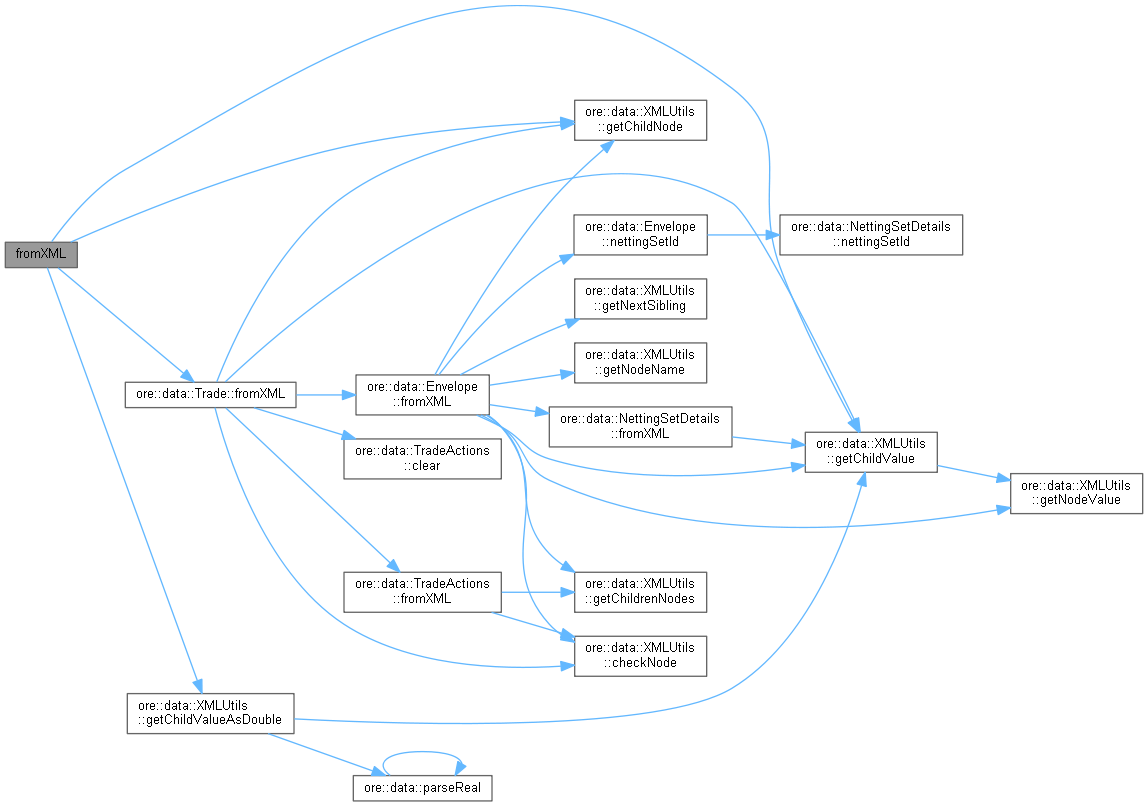 fromXML
ore::data::XMLUtils
::getChildNode
ore::data::Envelope
::nettingSetId
ore::data::NettingSetDetails
::nettingSetId
ore::data::XMLUtils
::getNextSibling
ore::data::XMLUtils
::getNodeName
ore::data::Trade::fromXML
ore::data::Envelope
::fromXML
ore::data::NettingSetDetails
::fromXML
ore::data::TradeActions
::clear
ore::data::XMLUtils
::getChildValue
ore::data::XMLUtils
::getNodeValue
ore::data::TradeActions
::fromXML
ore::data::XMLUtils
::getChildrenNodes
ore::data::XMLUtils
::checkNode
ore::data::XMLUtils
::getChildValueAsDouble
ore::data::parseReal